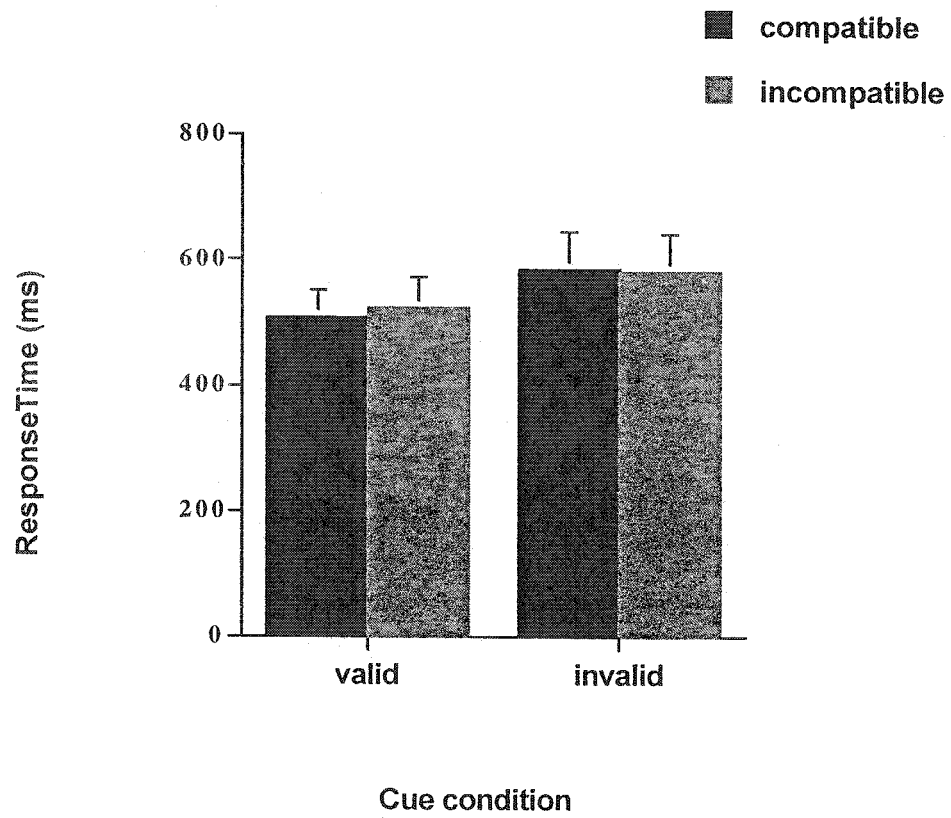 compatible
incompatible
800
600
400
200
0
ResponseTime (ms)
valid
invalid
Cue condition